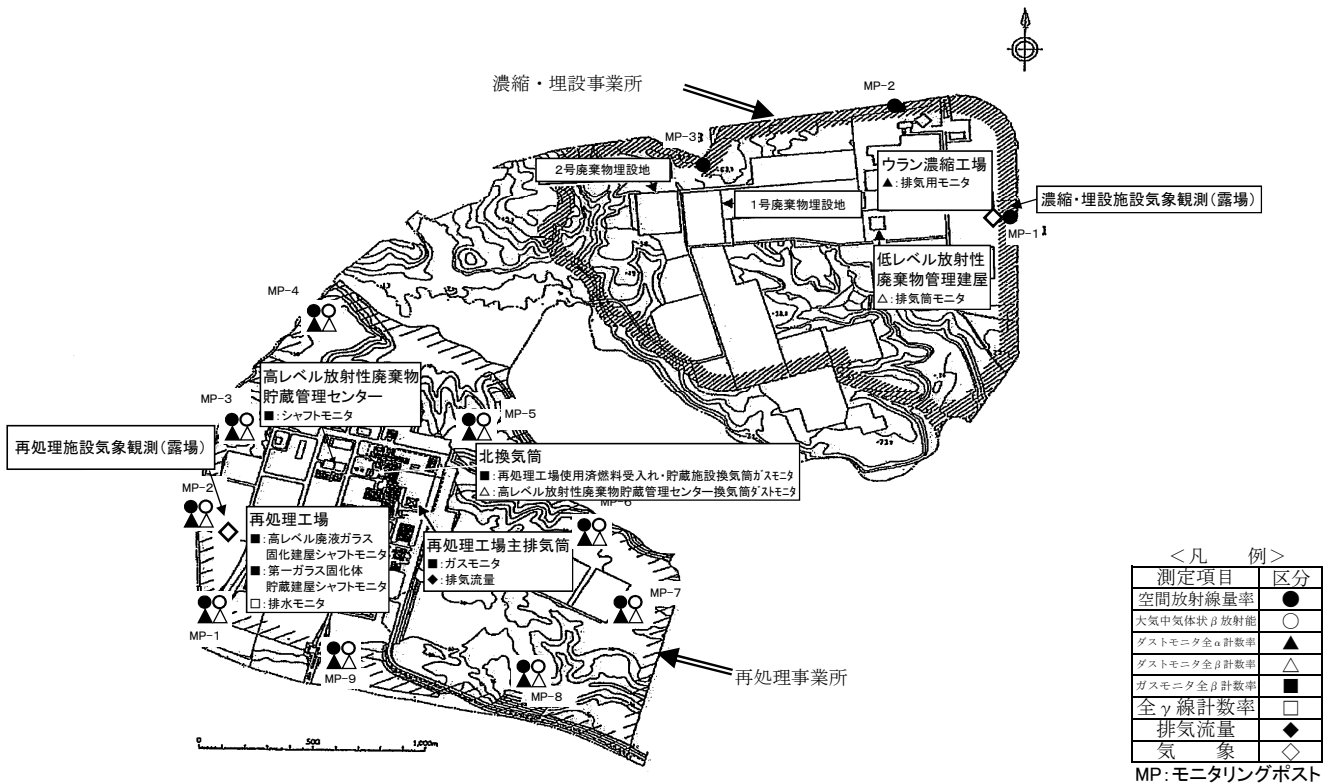 濃縮・埋設事業所
MP-2
MP-3
2号廃棄物埋設地
ウラン濃縮工場
▲:排気用モニタ
1号廃棄物埋設地
濃縮・埋設施設気象観測(露場)
MP-1
低レベル放射性
廃棄物管理建屋
△:排気筒モニタ
MP-4
高レベル放射性廃棄物
貯蔵管理センター
■:シャフトモニタ
MP-3
MP-5
再処理施設気象観測(露場)
北換気筒
■:再処理工場使用済燃料受入れ・貯蔵施設換気筒ガスモニタ
△:高レベル放射性廃棄物貯蔵管理センター換気筒ダストモニタ
MP-2
MP-6
再処理工場
■:高レベル廃液ガラス
固化建屋シャフトモニタ
■:第一ガラス固化体
貯蔵建屋シャフトモニタ
□:排水モニタ
再処理工場主排気筒
■:ガスモニタ
◆:排気流量
MP-7
MP-1
MP-9
MP-8
再処理事業所
0 500 1,000m
<凡 例>
測定項目 区分
空間放射線量率 ●
大気中気体状β放射能 ○
ダストモニタ全α計数率 ▲
ダストモニタ全β計数率 △
ガスモニタ全β計数率 ■
全γ線計数率 □
排気流量 ◆
気 象 ◇
MP:モニタリングポスト